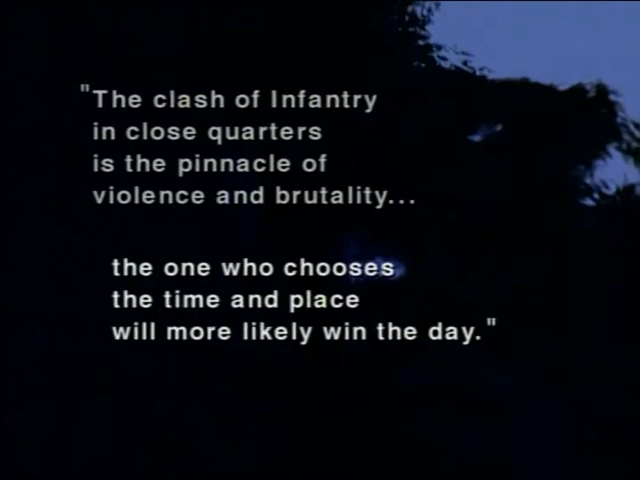 "The clash of Infantry
in close quarters
is the pinnacle of
violence and brutality...
the one who chooses
the time and place
will more likely win the day."